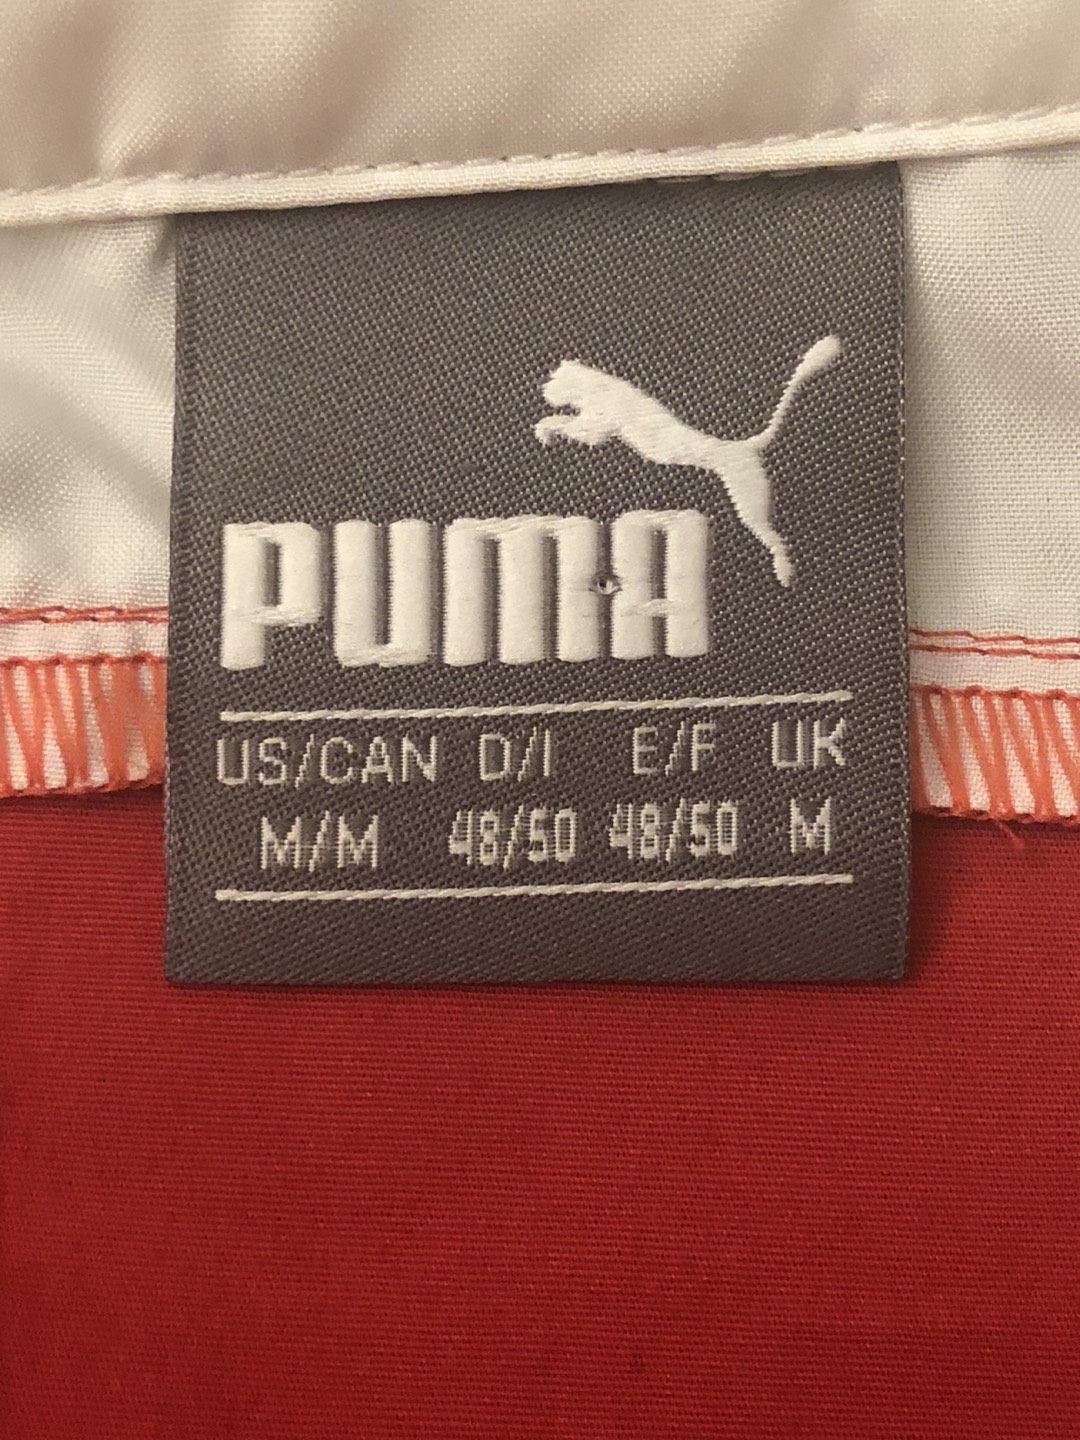 PUMA
US/CAN D/I E/F UK
M/M 48/50 48/50 M